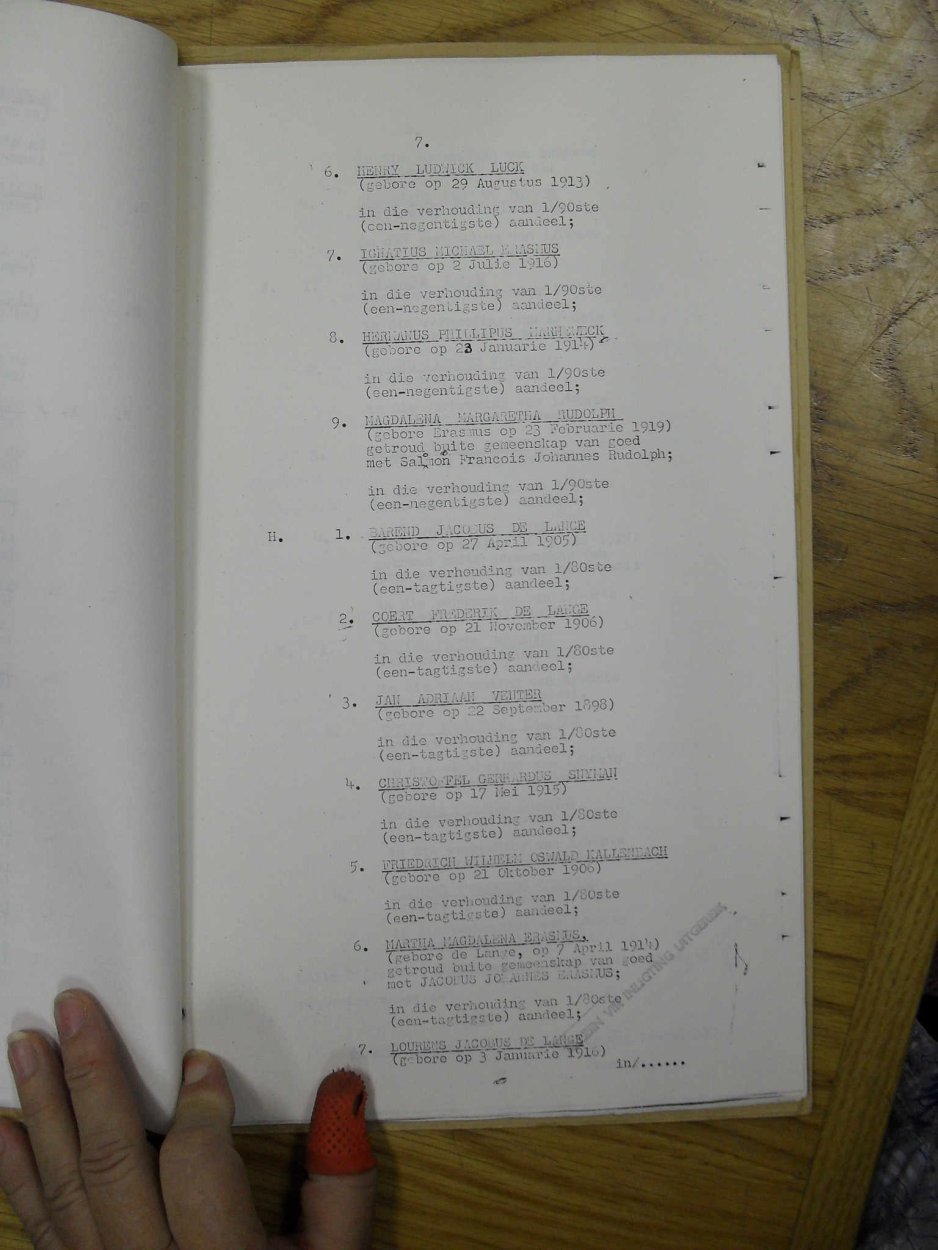 7.
6. HENRY LUDWICK LUCK
(gebore op 29 Augustus 1913)
in die verhouding van 1/90ste
(een-negentigste) aandeel;
7. IGNATIUS MICHAEL ERASMUS
(gebore op 2 Julie 1916)
in die verhouding van 1/90ste
(een-negentigste) aandeel;
8. HERMANUS PHILLIPUS MARNEWECK
(gebore op 23 Januarie 1914)
in die verhouding van 1/90ste
(een-negentigste) aandeel;
9. MAGDALENA MARGARETHA RUDOLPH
(gebore Erasmus op 23 Februarie 1919)
getroud buite gemeenskap van goed
met Salmon Francois Johannes Rudolph;
in die verhouding van 1/90ste
(een-negentigste) aandeel;
H. 1. BAREND JACOBUS DE LANGE
(gebore op 27 April 1905)
in die verhouding van 1/80ste
(een-tagtigste) aandeel;
2. COERT FREDERIK DE LANGE
(gebore op 21 November 1906)
in die verhouding van 1/80ste
(een-tagtigste) aandeel;
3. JAN ADRIAAN VENTER
(gebore op 22 September 1898)
in die verhouding van 1/80ste
(een-tagtigste) aandeel;
4. CHRISTOFFEL GERHARDUS SNYMAN
(gebore op 17 Mei 1915)
in die verhouding van 1/80ste
(een-tagtigste) aandeel;
5. FRIEDRICH WILHELM OSWALD KALLENBACH
(gebore op 21 Oktober 1906)
in die verhouding van 1/80ste
(een-tagtigste) aandeel;
6. MARTHA MAGDALENA ERASMUS,
(gebore de Lange, op 7 April 1914)
getroud buite gemeenskap van goed
met JACOBUS JOHANNES ERASMUS;
in die verhouding van 1/80ste
(een-tagtigste) aandeel;
7. LOURENS JACOBUS DE LANGE
(gebore op 3 Januarie 1916)
in/......
VIR INLIGTING UITGEREIK